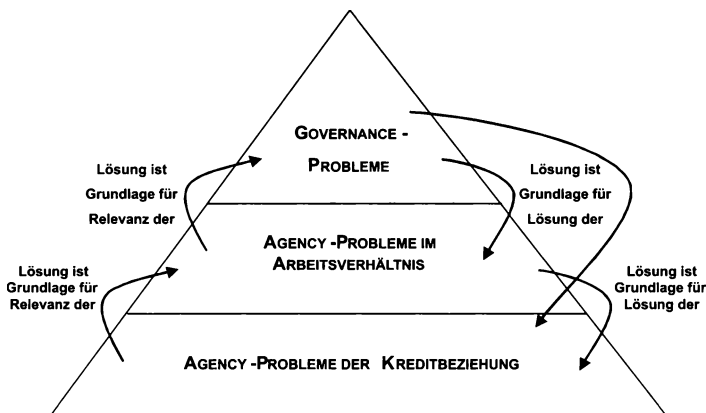 GOVERNANCE -
PROBLEME
Lösung ist
Grundlage für
Relevanz der
Lösung ist
Grundlage für
Lösung der
AGENCY -PROBLEME IM
ARBEITSVERHÄLTNIS
Lösung ist
Grundlage für
Relevanz der
Lösung ist
Grundlage für
Lösung der
AGENCY -PROBLEME DER KREDITBEZIEHUNG